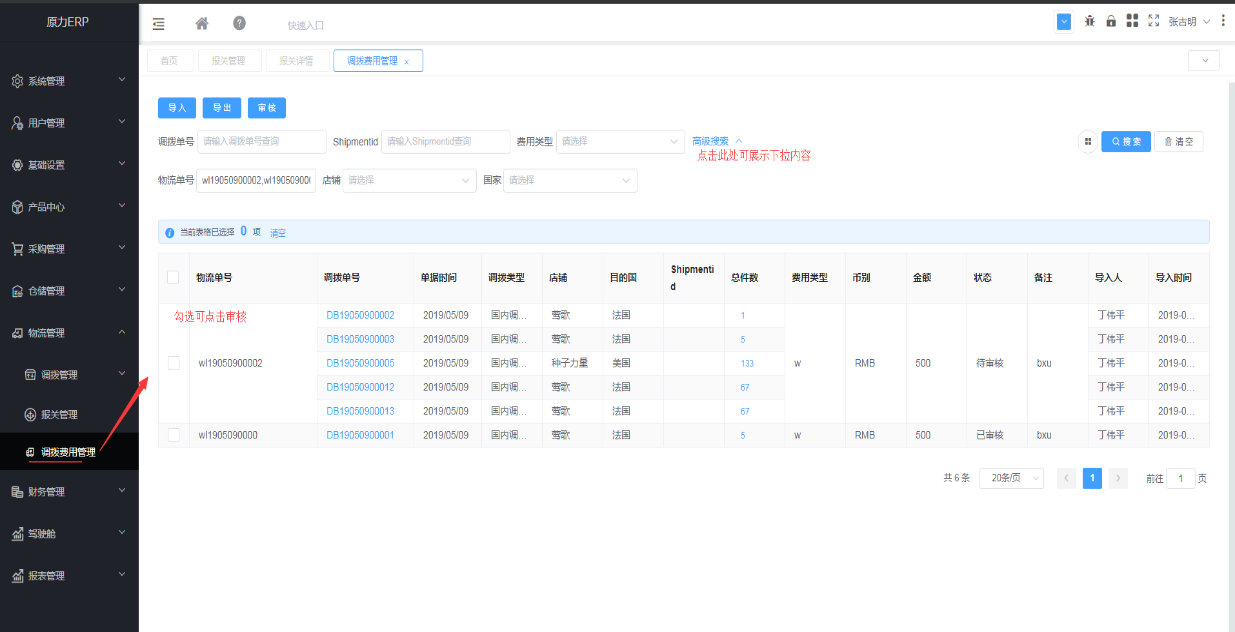 原力ERP
快速入口
张古明
系统管理
用户管理
基础设置
产品中心
采购管理
仓储管理
物流管理
调拨管理
报关管理
调拨费用管理
财务管理
驾驶舱
报表管理
首页 报关管理 报关详情 调拨费用管理 x
导入 导出 审核
调拨单号 请输入调拨单号查询 Shipmentid 请输入Shipmentid查询 费用类型 请选择 高级搜索 搜索 清空
点击此处可展示下拉内容
物流单号 wl19050900002,wl1905090 店铺 请选择 国家 请选择
当前表格已选择 0 项 清空
物流单号 调拨单号 单据时间 调拨类型 店铺 目的国 Shipmentid 总件数 费用类型 币别 金额 状态 备注 导入人 导入时间
勾选可点击审核
DB19050900002 2019/05/09 国内调... 莺歌 法国 1 丁伟平 2019-0...
DB19050900003 2019/05/09 国内调... 莺歌 法国 5 丁伟平 2019-0...
wl19050900002 DB19050900005 2019/05/09 国内调... 种子力量 美国 133 w RMB 500 待审核 bxu 丁伟平 2019-0...
DB19050900012 2019/05/09 国内调... 莺歌 法国 67 丁伟平 2019-0...
DB19050900013 2019/05/09 国内调... 莺歌 法国 67 丁伟平 2019-0...
wl1905090000 DB19050900001 2019/05/09 国内调... 莺歌 法国 5 w RMB 500 已审核 bxu 丁伟平 2019-0...
共 6 条 20条/页 1 前往 1 页